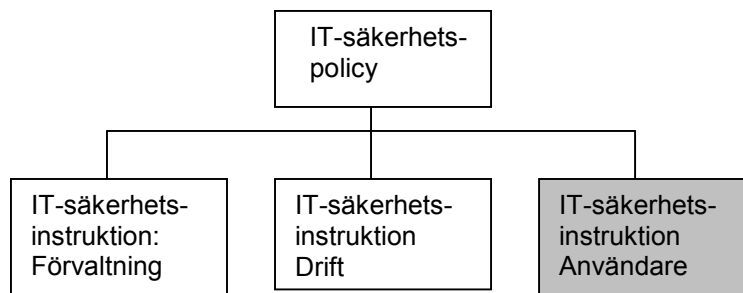 IT-säkerhets-
policy
IT-säkerhets-
instruktion:
Förvaltning
IT-säkerhets-
instruktion
Drift
IT-säkerhets-
instruktion
Användare